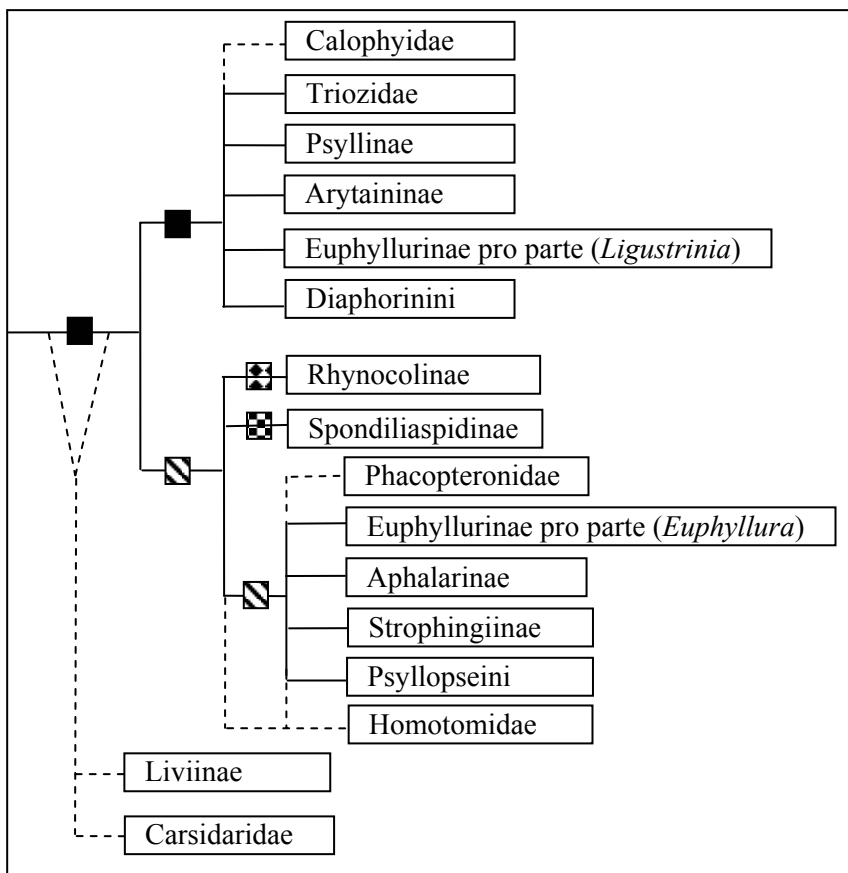 Calophyidae
Triozidae
Psyllinae
Arytaininae
Euphyllurinae pro parte (Ligustrinia)
Diaphorinini
Rhynocolinae
Spondiliaspidinae
Phacopteronidae
Euphyllurinae pro parte (Euphyllura)
Aphalarinae
Strophingiinae
Psyllopseini
Homotomidae
Liviinae
Carsidaridae